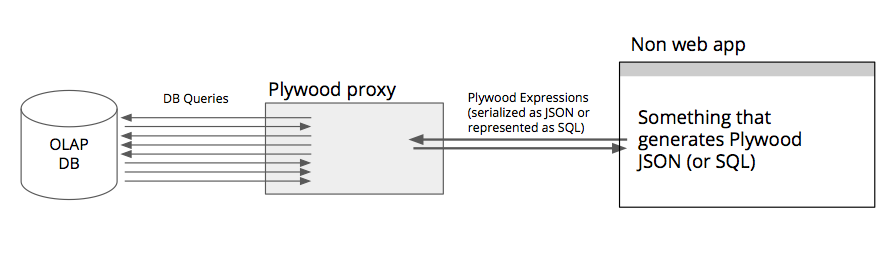 Non web app
Plywood proxy
DB Queries
Plywood Expressions
(serialized as JSON or
represented as SQL)
OLAP
DB
Something that
generates Plywood
JSON (or SQL)